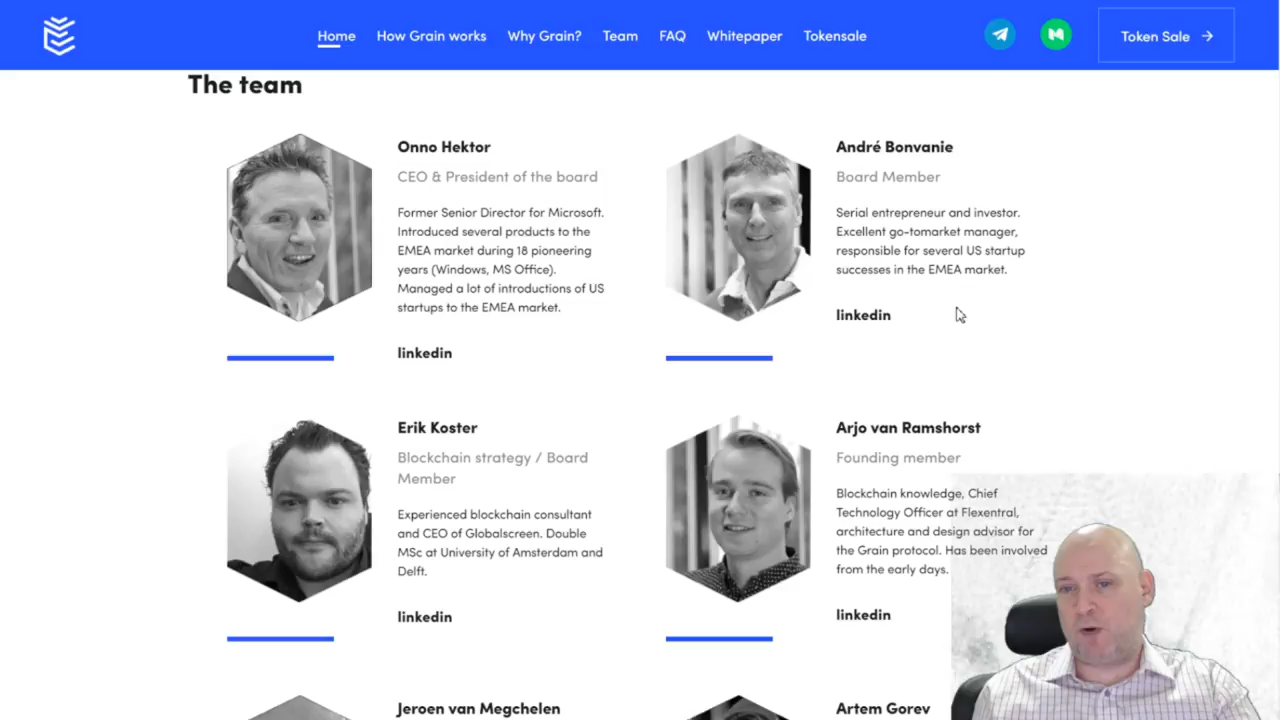 Home How Grain works Why Grain? Team FAQ Whitepaper Tokensale Token Sale →
The team
Onno Hektor
CEO & President of the board
Former Senior Director for Microsoft.
Introduced several products to the
EMEA market during 18 pioneering
years (Windows, MS Office).
Managed a lot of introductions of US
startups to the EMEA market.
linkedin
André Bonvanie
Board Member
Serial entrepreneur and investor.
Excellent go-tomarket manager,
responsible for several US startup
successes in the EMEA market.
linkedin
Erik Koster
Blockchain strategy / Board
Member
Experienced blockchain consultant
and CEO of Globalscreen. Double
MSc at University of Amsterdam and
Delft.
linkedin
Arjo van Ramshorst
Founding member
Blockchain knowledge, Chief
Technology Officer at Flexentral,
architecture and design advisor for
the Grain protocol. Has been involved
from the early days.
linkedin
Jeroen van Megchelen
Artem Gorev